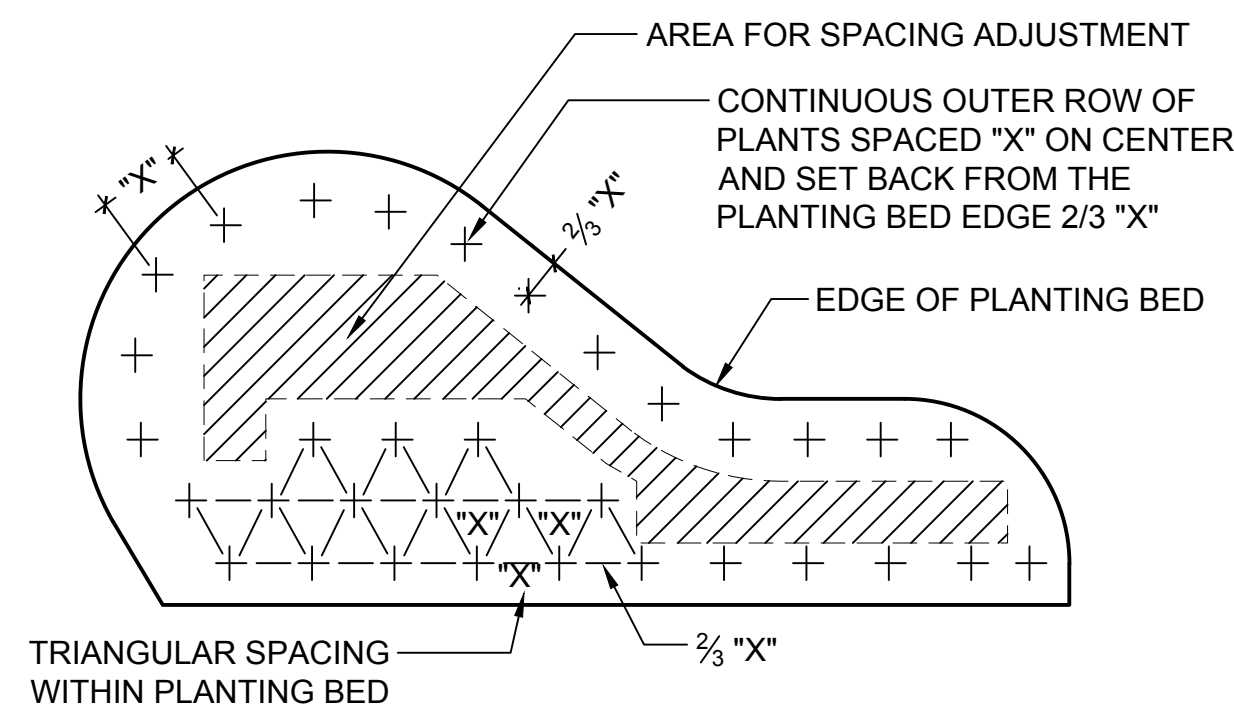 AREA FOR SPACING ADJUSTMENT
CONTINUOUS OUTER ROW OF
PLANTS SPACED "X" ON CENTER
AND SET BACK FROM THE
PLANTING BED EDGE 2/3 "X"
"X"
⅔ "X"
EDGE OF PLANTING BED
"X" "X"
"X"
TRIANGULAR SPACING
WITHIN PLANTING BED
⅔ "X"